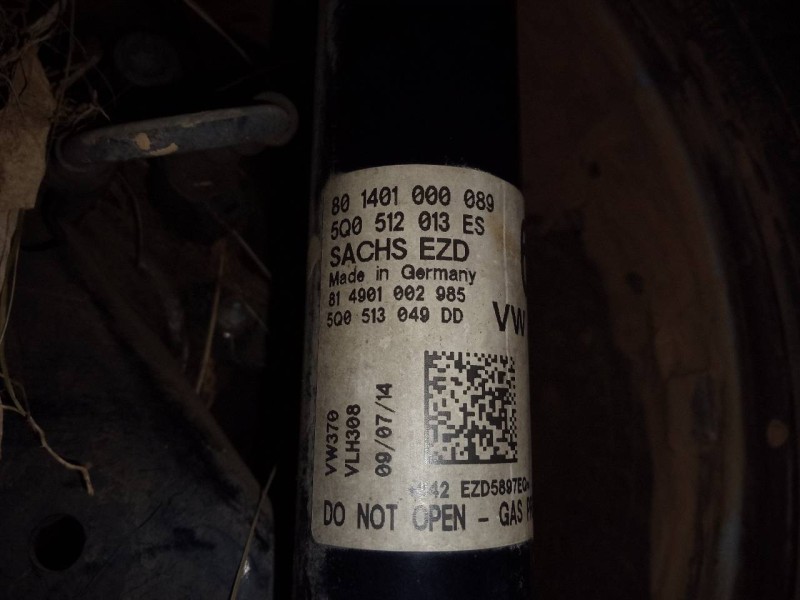 80 1401 000 089
5Q0 512 013 ES
SACHS EZD
Made in Germany
81 4901 002 985
5Q0 513 049 DD
VW
VW370
VLH308
09/07/14
DO NOT OPEN - GAS